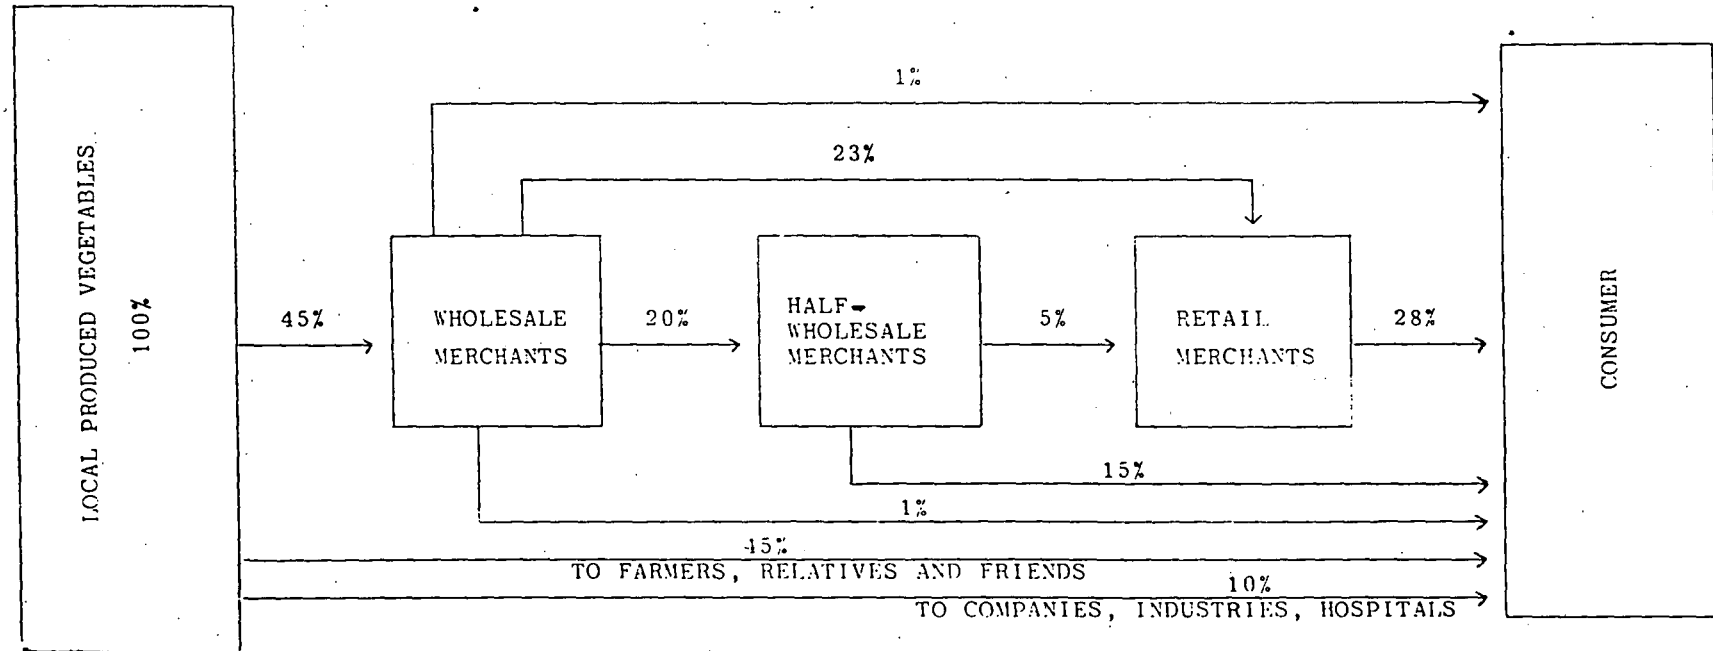 LOCAL PRODUCED VEGETABLES
100%
1%
23%
45%
WHOLESALE
MERCHANTS
20%
HALF-
WHOLESALE
MERCHANTS
5%
RETAIL
MERCHANTS
28%
CONSUMER
15%
1%
45%
TO FARMERS, RELATIVES AND FRIENDS
10%
TO COMPANIES, INDUSTRIES, HOSPITALS